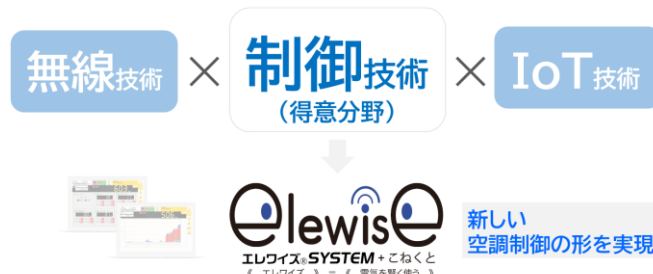 無線技術 × 制御技術 × IoT技術
(得意分野)
elewise
エレワイズ® SYSTEM + こねくと
《 エレワイズ 》 = 《 電気を賢く使う 》
新しい
空調制御の形を実現